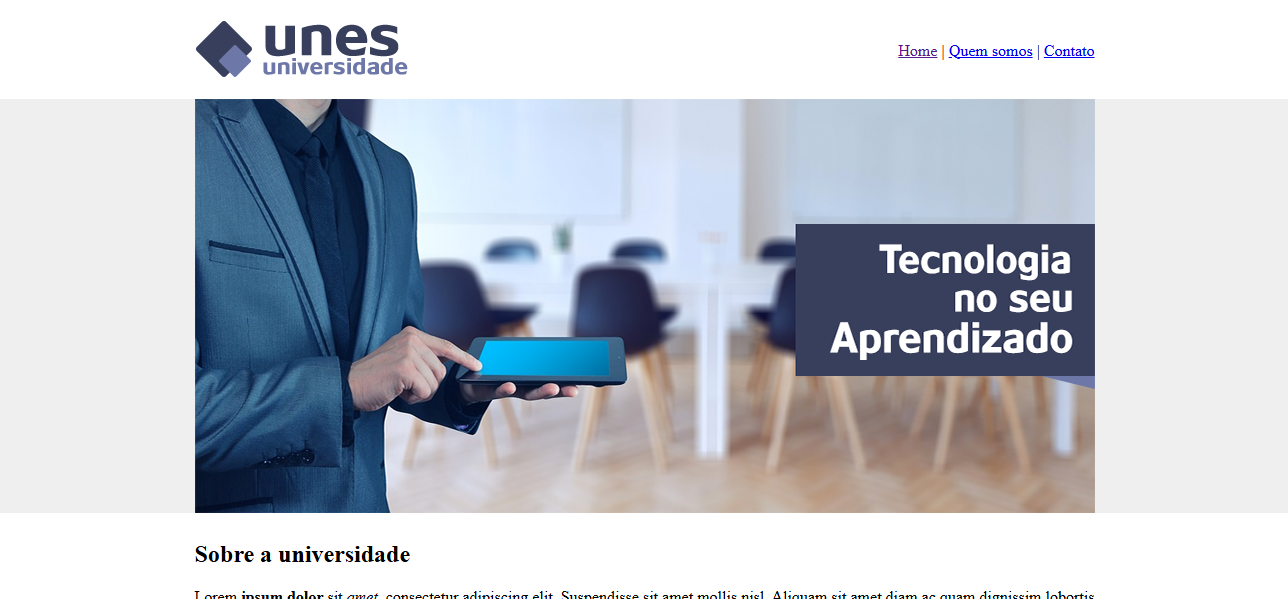 unes
universidade
Home | Quem somos | Contato
Tecnologia
no seu
Aprendizado
Sobre a universidade
Lorem ipsum dolor sit amet, consectetur adipiscing elit. Suspendisse sit amet mollis nisl. Aliquam sit amet diam ac quam dignissim lobortis